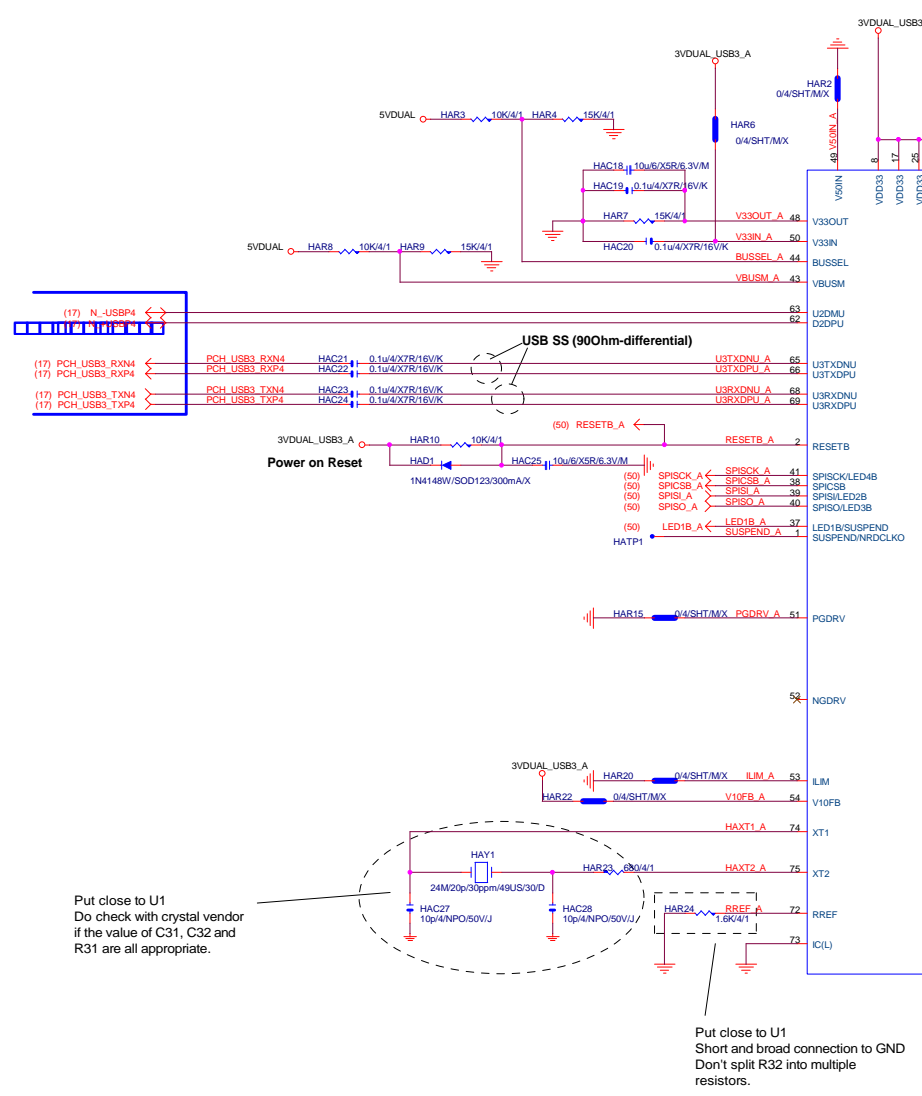 3VDUAL_USB3
3VDUAL_USB3_A
HAR2
0/4/SHT/M/X
5VDUAL
HAR3
10K/4/1
HAR4
15K/4/1
HAR6
0/4/SHT/M/X
V50IN_A
49
8
17
25
V50IN
VDD33
VDD33
VDD33
HAC18
10u/6/X5R/6.3V/M
HAC19
0.1u/4/X7R/16V/K
HAR7
15K/4/1
V33OUT_A
48
V33OUT
HAC20
0.1u/4/X7R/16V/K
V33IN_A
50
V33IN
5VDUAL
HAR8
10K/4/1
HAR9
15K/4/1
BUSSEL_A
44
BUSSEL
VBUSM_A
43
VBUSM
(17) N_-USBP4
63
U2DMU
62
D2DPU
USB SS (90Ohm-differential)
(17) PCH_USB3_RXN4
PCH_USB3_RXN4
HAC21
0.1u/4/X7R/16V/K
U3TXDNU_A
65
U3TXDNU
(17) PCH_USB3_RXP4
PCH_USB3_RXP4
HAC22
0.1u/4/X7R/16V/K
U3TXDPU_A
66
U3TXDPU
(17) PCH_USB3_TXN4
PCH_USB3_TXN4
HAC23
0.1u/4/X7R/16V/K
U3RXDNU_A
68
U3RXDNU
(17) PCH_USB3_TXP4
PCH_USB3_TXP4
HAC24
0.1u/4/X7R/16V/K
U3RXDPU_A
69
U3RXDPU
(50) RESETB_A
3VDUAL_USB3_A
HAR10
10K/4/1
RESETB_A
2
RESETB
Power on Reset
HAD1
1N4148W/SOD123/300mA/X
HAC25
10u/6/X5R/6.3V/M
(50) SPISCK_A
SPISCK_A
41
SPISCK/LED4B
(50) SPICSB_A
SPICSB_A
38
SPICSB
(50) SPISI_A
SPISI_A
39
SPISI/LED2B
(50) SPISO_A
SPISO_A
40
SPISO/LED3B
(50) LED1B_A
LED1B_A
37
LED1B/SUSPEND
HATP1
SUSPEND_A
1
SUSPEND/NRDCLKO
HAR15
0/4/SHT/M/X
PGDRV_A
51
PGDRV
52
NGDRV
3VDUAL_USB3_A
HAR20
0/4/SHT/M/X
ILIM_A
53
ILIM
HAR22
0/4/SHT/M/X
V10FB_A
54
V10FB
HAXT1_A
74
XT1
HAY1
24M/20p/30ppm/49US/30/D
HAR23
680/4/1
HAXT2_A
75
XT2
HAC27
10p/4/NPO/50V/J
HAC28
10p/4/NPO/50V/J
HAR24
1.6K/4/1
RREF_A
72
RREF
73
IC(L)
Put close to U1
Do check with crystal vendor
if the value of C31, C32 and
R31 are all appropriate.
Put close to U1
Short and broad connection to GND
Don't split R32 into multiple
resistors.